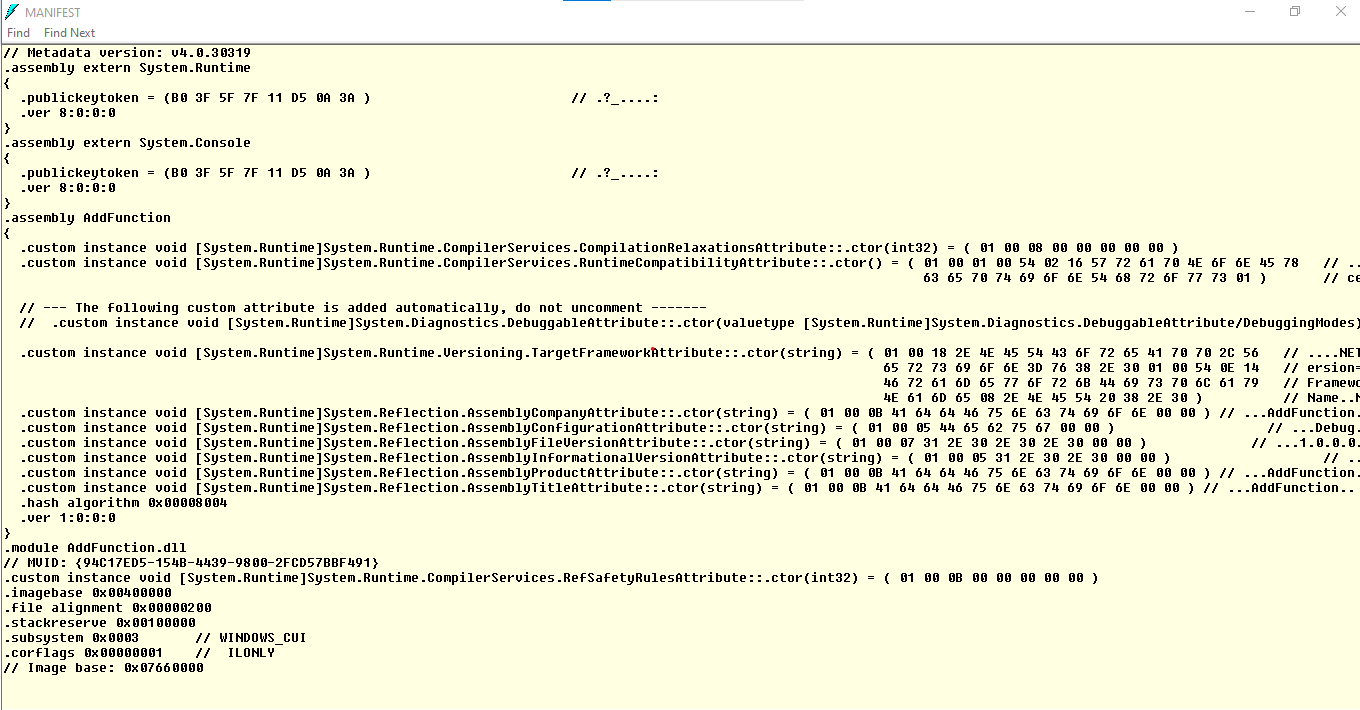 MANIFEST
Find Find Next
// Metadata version: v4.0.30319
.assembly extern System.Runtime
{
  .publickeytoken = (B0 3F 5F 7F 11 D5 0A 3A )                         // .?_....:
  .ver 8:0:0:0
}
.assembly extern System.Console
{
  .publickeytoken = (B0 3F 5F 7F 11 D5 0A 3A )                         // .?_....:
  .ver 8:0:0:0
}
.assembly AddFunction
{
  .custom instance void [System.Runtime]System.Runtime.CompilerServices.CompilationRelaxationsAttribute::.ctor(int32) = ( 01 00 08 00 00 00 00 00 )
  .custom instance void [System.Runtime]System.Runtime.CompilerServices.RuntimeCompatibilityAttribute::.ctor() = ( 01 00 01 00 54 02 16 57 72 61 70 4E 6F 6E 45 78   // ..
63 65 70 74 69 6F 6E 54 68 72 6F 77 73 01 )       // ce
  // --- The following custom attribute is added automatically, do not uncomment -------
  //  .custom instance void [System.Runtime]System.Diagnostics.DebuggableAttribute::.ctor(valuetype [System.Runtime]System.Diagnostics.DebuggableAttribute/DebuggingModes)
  .custom instance void [System.Runtime]System.Runtime.Versioning.TargetFrameworkAttribute::.ctor(string) = ( 01 00 18 2E 4E 45 54 43 6F 72 65 41 70 70 2C 56   // ....NET
65 72 73 69 6F 6E 3D 76 38 2E 30 01 00 54 0E 14   // ersion=
46 72 61 6D 65 77 6F 72 6B 44 69 73 70 6C 61 79   // Framewo
4E 61 6D 65 08 2E 4E 45 54 20 38 2E 30 )          // Name..N
  .custom instance void [System.Runtime]System.Reflection.AssemblyCompanyAttribute::.ctor(string) = ( 01 00 0B 41 64 64 46 75 6E 63 74 69 6F 6E 00 00 ) // ...AddFunction.
  .custom instance void [System.Runtime]System.Reflection.AssemblyConfigurationAttribute::.ctor(string) = ( 01 00 05 44 65 62 75 67 00 00 )                   // ...Debug.
  .custom instance void [System.Runtime]System.Reflection.AssemblyFileVersionAttribute::.ctor(string) = ( 01 00 07 31 2E 30 2E 30 2E 30 00 00 )             // ...1.0.0.0
  .custom instance void [System.Runtime]System.Reflection.AssemblyInformationalVersionAttribute::.ctor(string) = ( 01 00 05 31 2E 30 2E 30 00 00 )                   // ..
  .custom instance void [System.Runtime]System.Reflection.AssemblyProductAttribute::.ctor(string) = ( 01 00 0B 41 64 64 46 75 6E 63 74 69 6F 6E 00 00 ) // ...AddFunction.
  .custom instance void [System.Runtime]System.Reflection.AssemblyTitleAttribute::.ctor(string) = ( 01 00 0B 41 64 64 46 75 6E 63 74 69 6F 6E 00 00 ) // ...AddFunction..
  .hash algorithm 0x00008004
  .ver 1:0:0:0
}
.module AddFunction.dll
// MVID: {94C17ED5-154B-4439-9800-2FCD57BBF491}
.custom instance void [System.Runtime]System.Runtime.CompilerServices.RefSafetyRulesAttribute::.ctor(int32) = ( 01 00 0B 00 00 00 00 00 )
.imagebase 0x00400000
.file alignment 0x00000200
.stackreserve 0x00100000
.subsystem 0x0003       // WINDOWS_CUI
.corflags 0x00000001    //  ILONLY
// Image base: 0x07660000